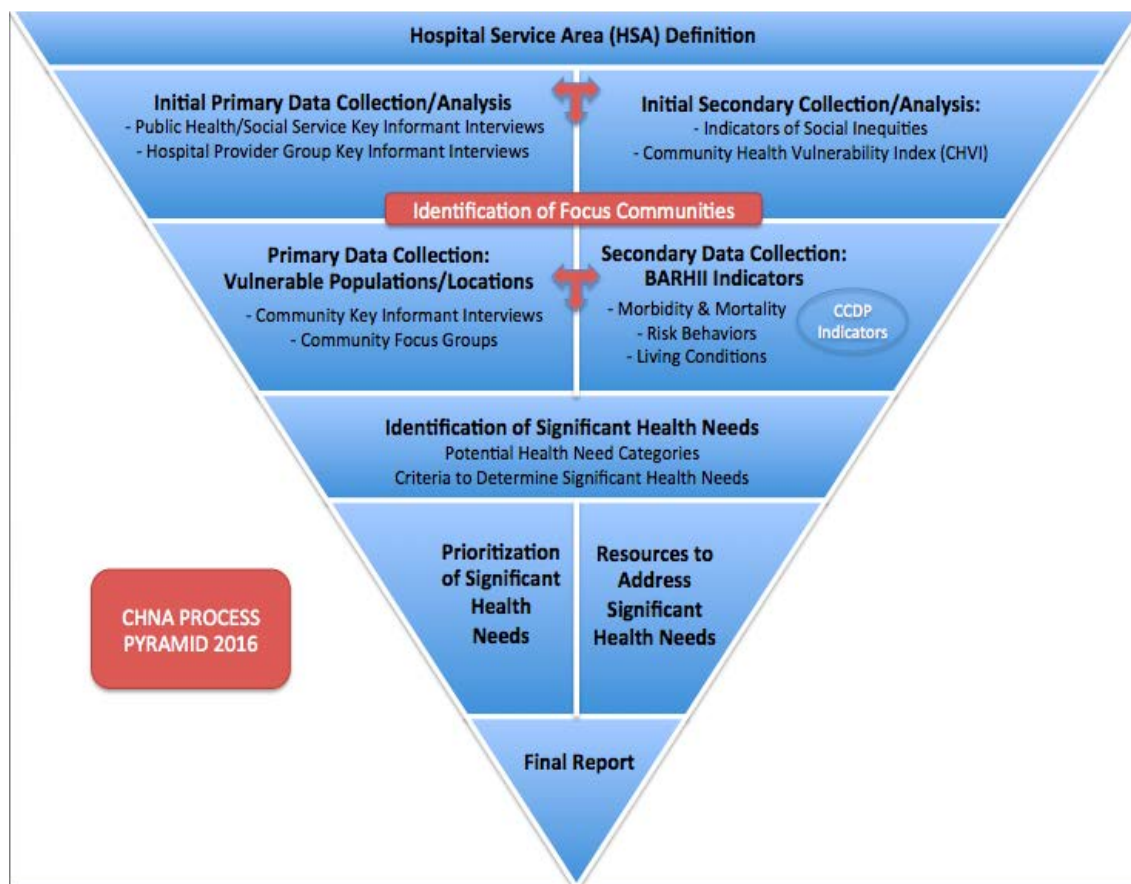 Hospital Service Area (HSA) Definition
Initial Primary Data Collection/Analysis
- Public Health/Social Service Key Informant Interviews
- Hospital Provider Group Key Informant Interviews
Initial Secondary Collection/Analysis:
- Indicators of Social Inequities
- Community Health Vulnerability Index (CHVI)
Identification of Focus Communities
Primary Data Collection:
Vulnerable Populations/Locations
- Community Key Informant Interviews
- Community Focus Groups
Secondary Data Collection:
BARHII Indicators
- Morbidity & Mortality
- Risk Behaviors
- Living Conditions
CCDP
Indicators
Identification of Significant Health Needs
Potential Health Need Categories
Criteria to Determine Significant Health Needs
Prioritization
of Significant
Health
Needs
Resources to
Address
Significant
Health Needs
CHNA PROCESS
PYRAMID 2016
Final Report